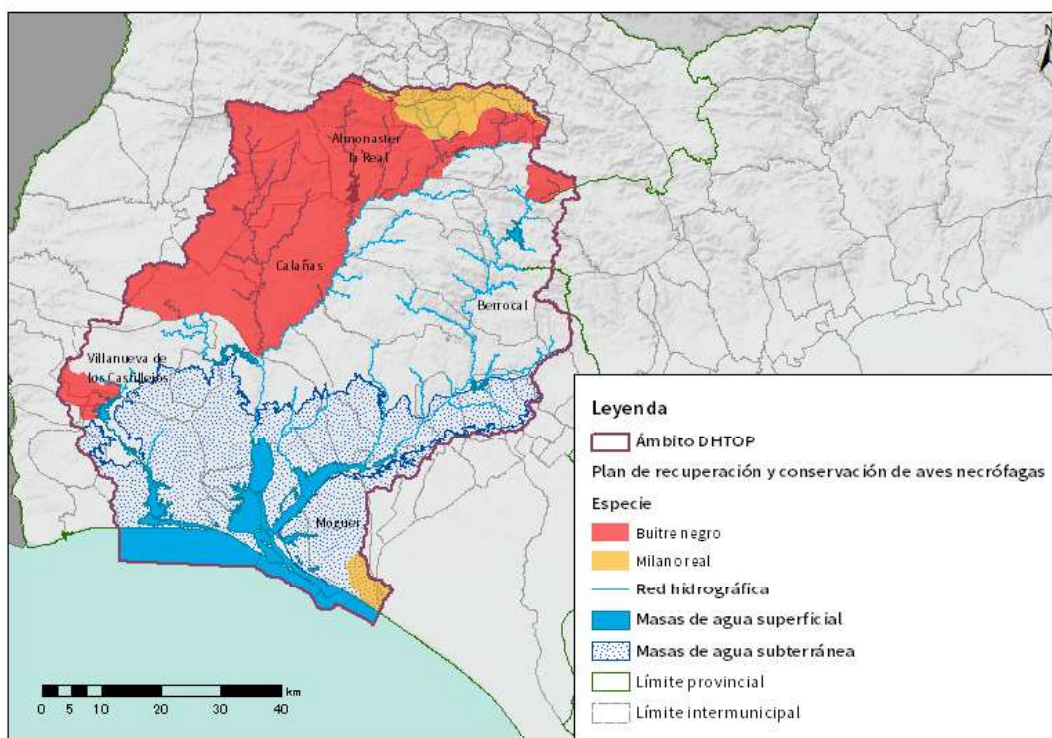 Almonaster
la Real
Calañas
Berrocal
Villanueva de
los Castillejos
Moguer
km
0 5 10 20 30 40
Leyenda
Ámbito DHTOP
Plan de recuperación y conservación de aves necrófagas
Especie
Buitre negro
Milano real
Red hidrográfica
Masas de agua superficial
Masas de agua subterránea
Límite provincial
Límite intermunicipal